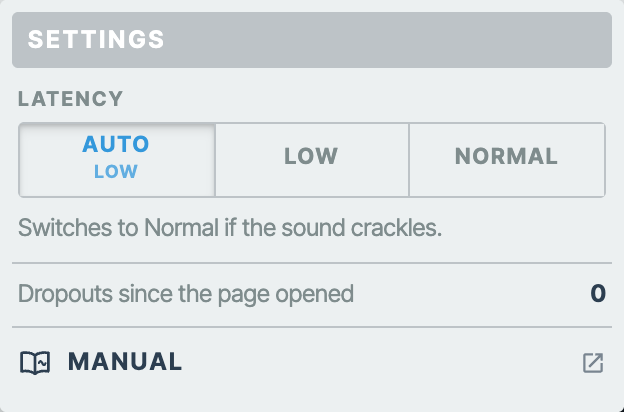 SETTINGS
LATENCY
AUTO
LOW
LOW
NORMAL
Switches to Normal if the sound crackles.
Dropouts since the page opened 0
MANUAL